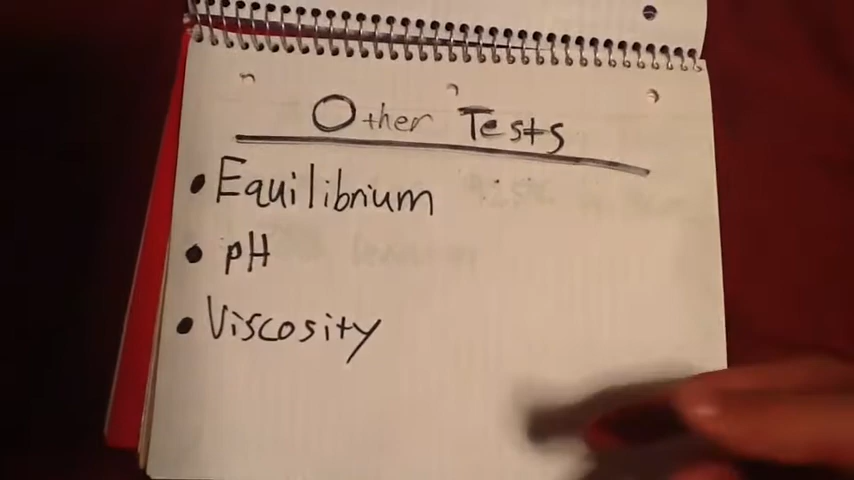 Other Tests
• Equilibrium
• pH
• Viscosity